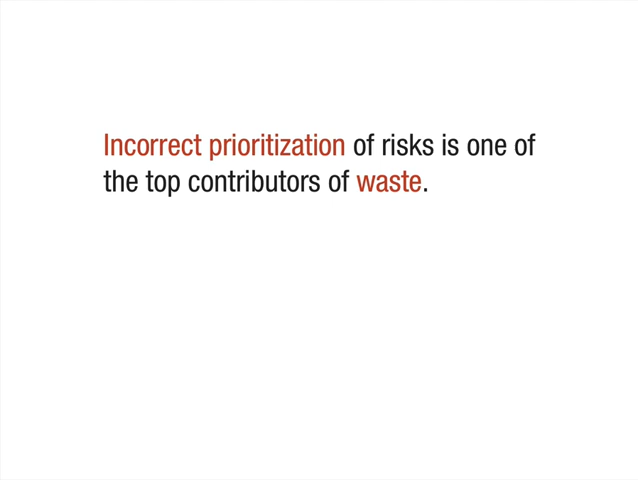 Incorrect prioritization of risks is one of
the top contributors of waste.